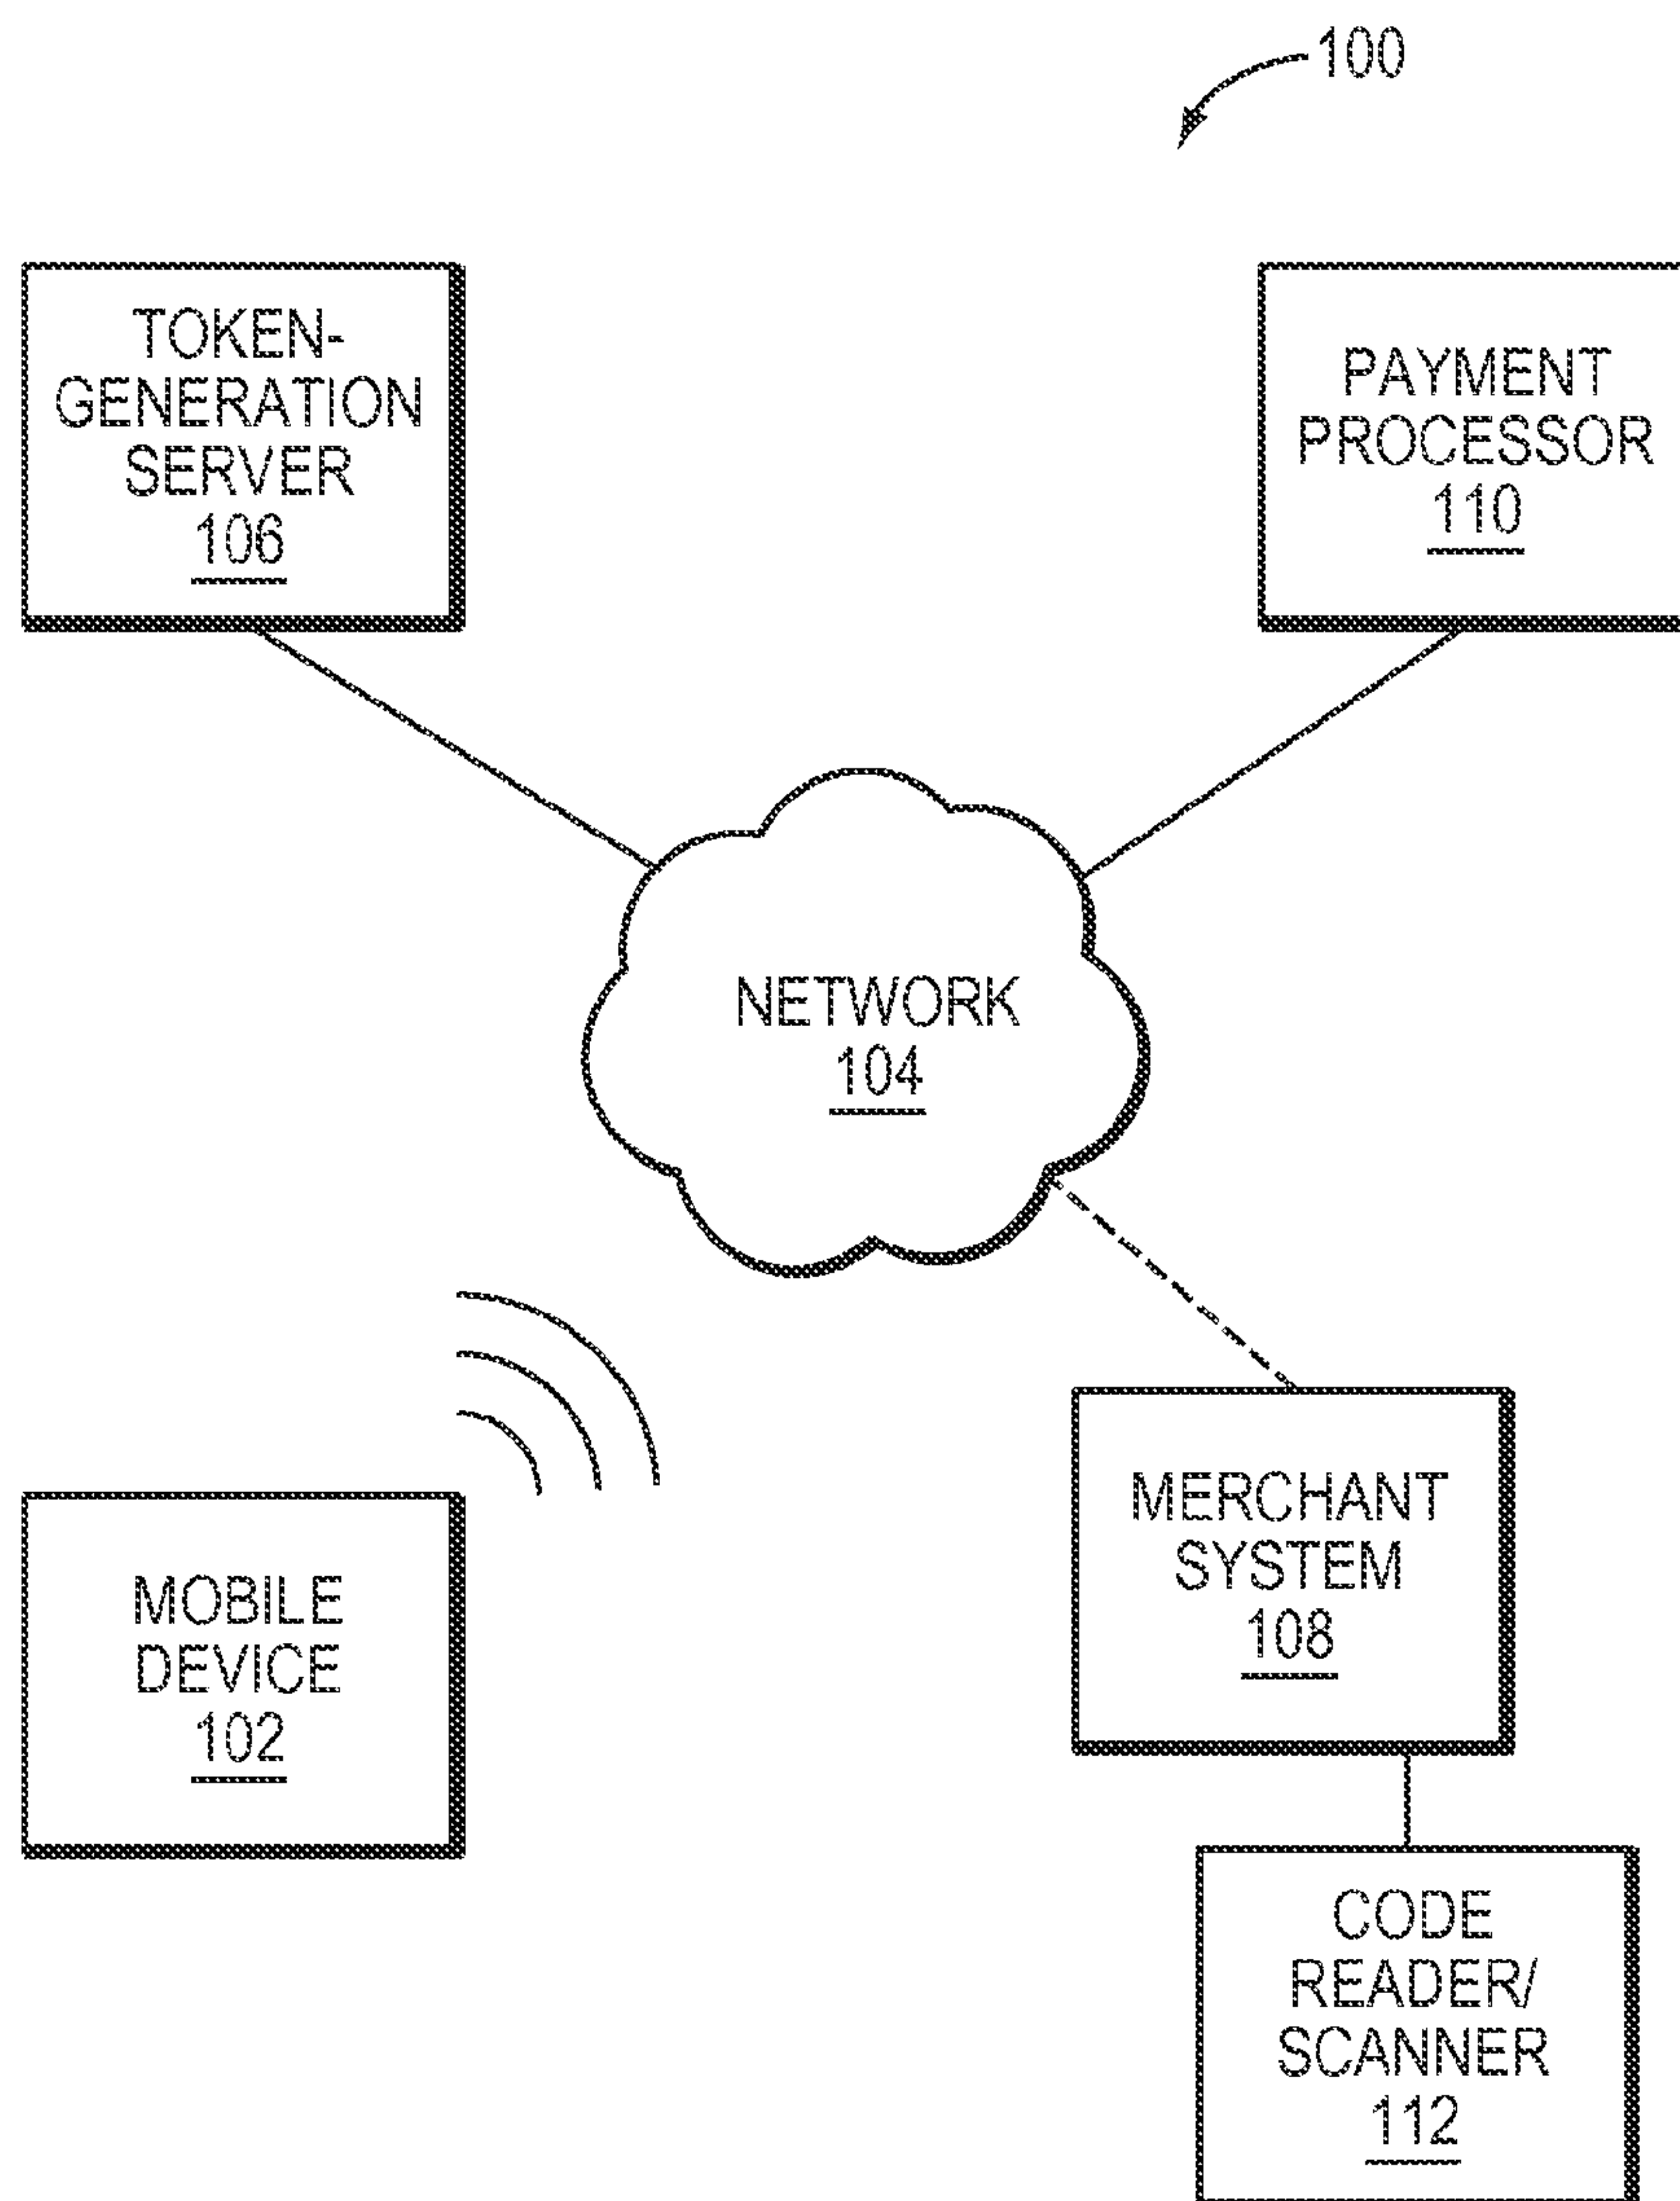 100
TOKEN-
GENERATION
SERVER
106
PAYMENT
PROCESSOR
110
NETWORK
104
MOBILE
DEVICE
102
MERCHANT
SYSTEM
108
CODE
READER/
SCANNER
112